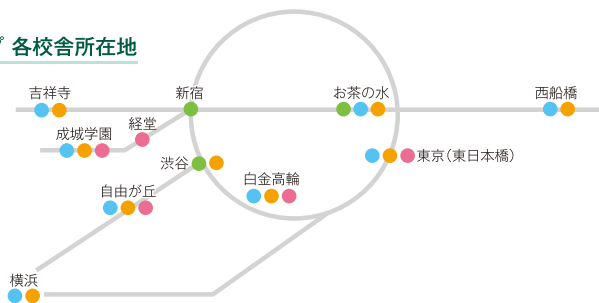 プ 各校舎所在地
吉祥寺
新宿
お茶の水
西船橋
成城学園
経堂
渋谷
東京(東日本橋)
白金高輪
自由が丘
横浜